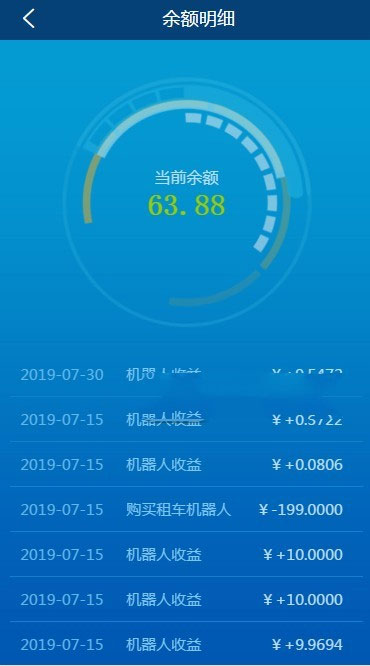 余额明细
当前余额
63.88
2019-07-30 机器人收益
2019-07-15 机器人收益
2019-07-15 机器人收益 ¥ +0.0806
2019-07-15 购买租车机器人 ¥ -199.0000
2019-07-15 机器人收益 ¥ +10.0000
2019-07-15 机器人收益 ¥ +10.0000
2019-07-15 机器人收益 ¥ +9.9694